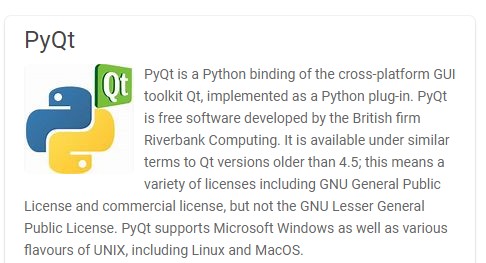 PyQt
Qt
PyQt is a Python binding of the cross-platform GUI
toolkit Qt, implemented as a Python plug-in. PyQt
is free software developed by the British firm
Riverbank Computing. It is available under similar
terms to Qt versions older than 4.5; this means a
variety of licenses including GNU General Public
License and commercial license, but not the GNU Lesser General
Public License. PyQt supports Microsoft Windows as well as various
flavours of UNIX, including Linux and MacOS.